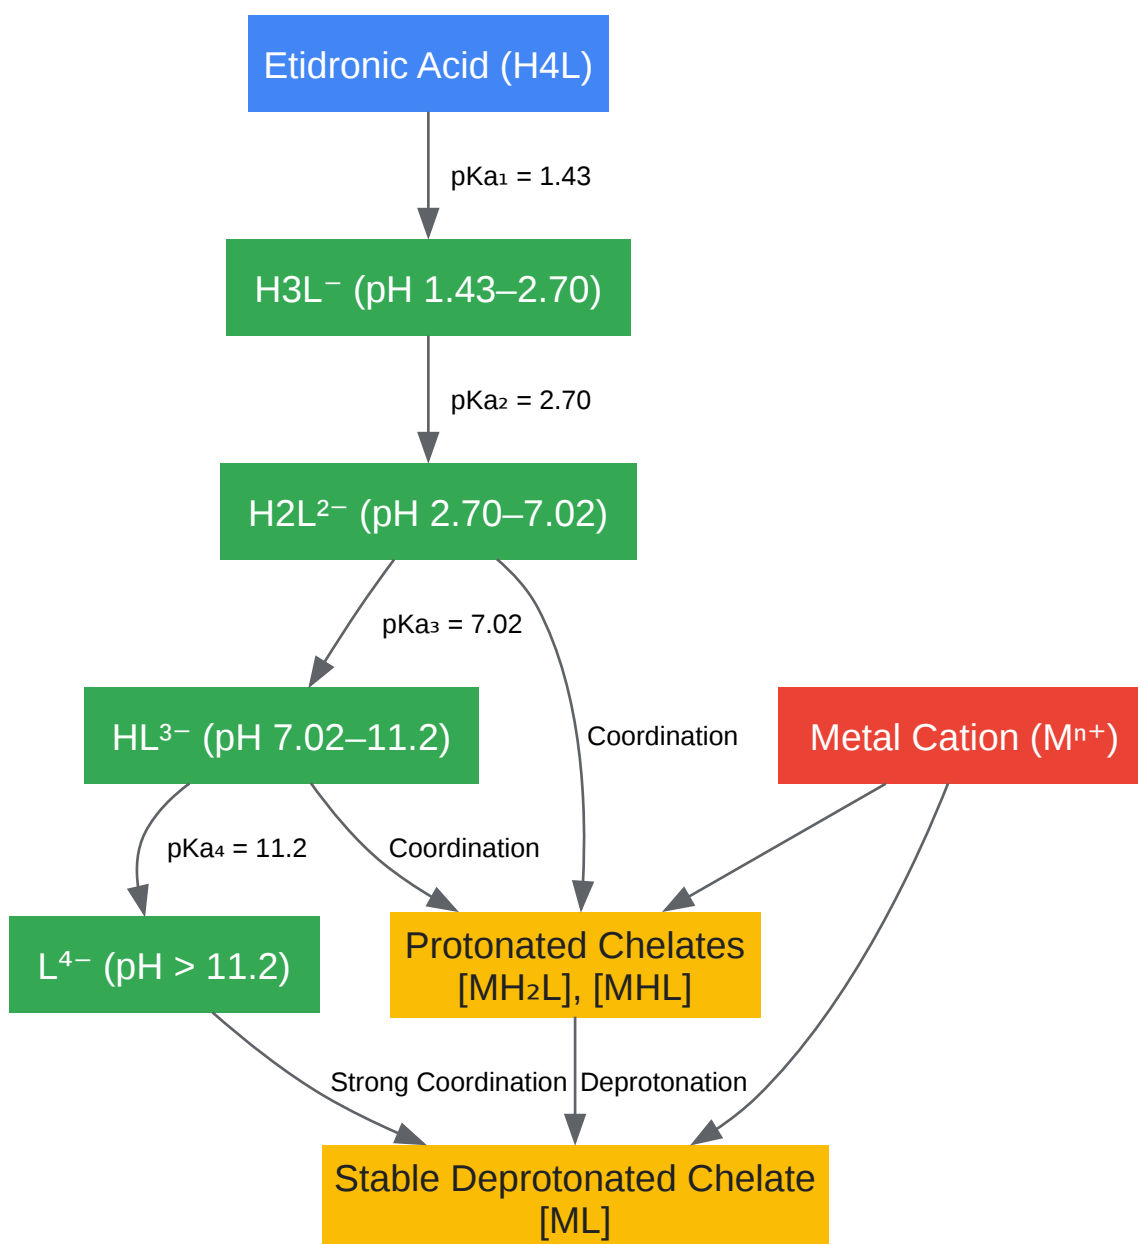 Etidronic Acid (H4L)
pKa₁ = 1.43
H3L⁻ (pH 1.43–2.70)
pKa₂ = 2.70
H2L²⁻ (pH 2.70–7.02)
pKa₃ = 7.02
HL³⁻ (pH 7.02–11.2)
Coordination
Metal Cation (Mⁿ⁺)
pKa₄ = 11.2
Coordination
L⁴⁻ (pH > 11.2)
Protonated Chelates
[MH₂L], [MHL]
Strong Coordination
Deprotonation
Stable Deprotonated Chelate
[ML]